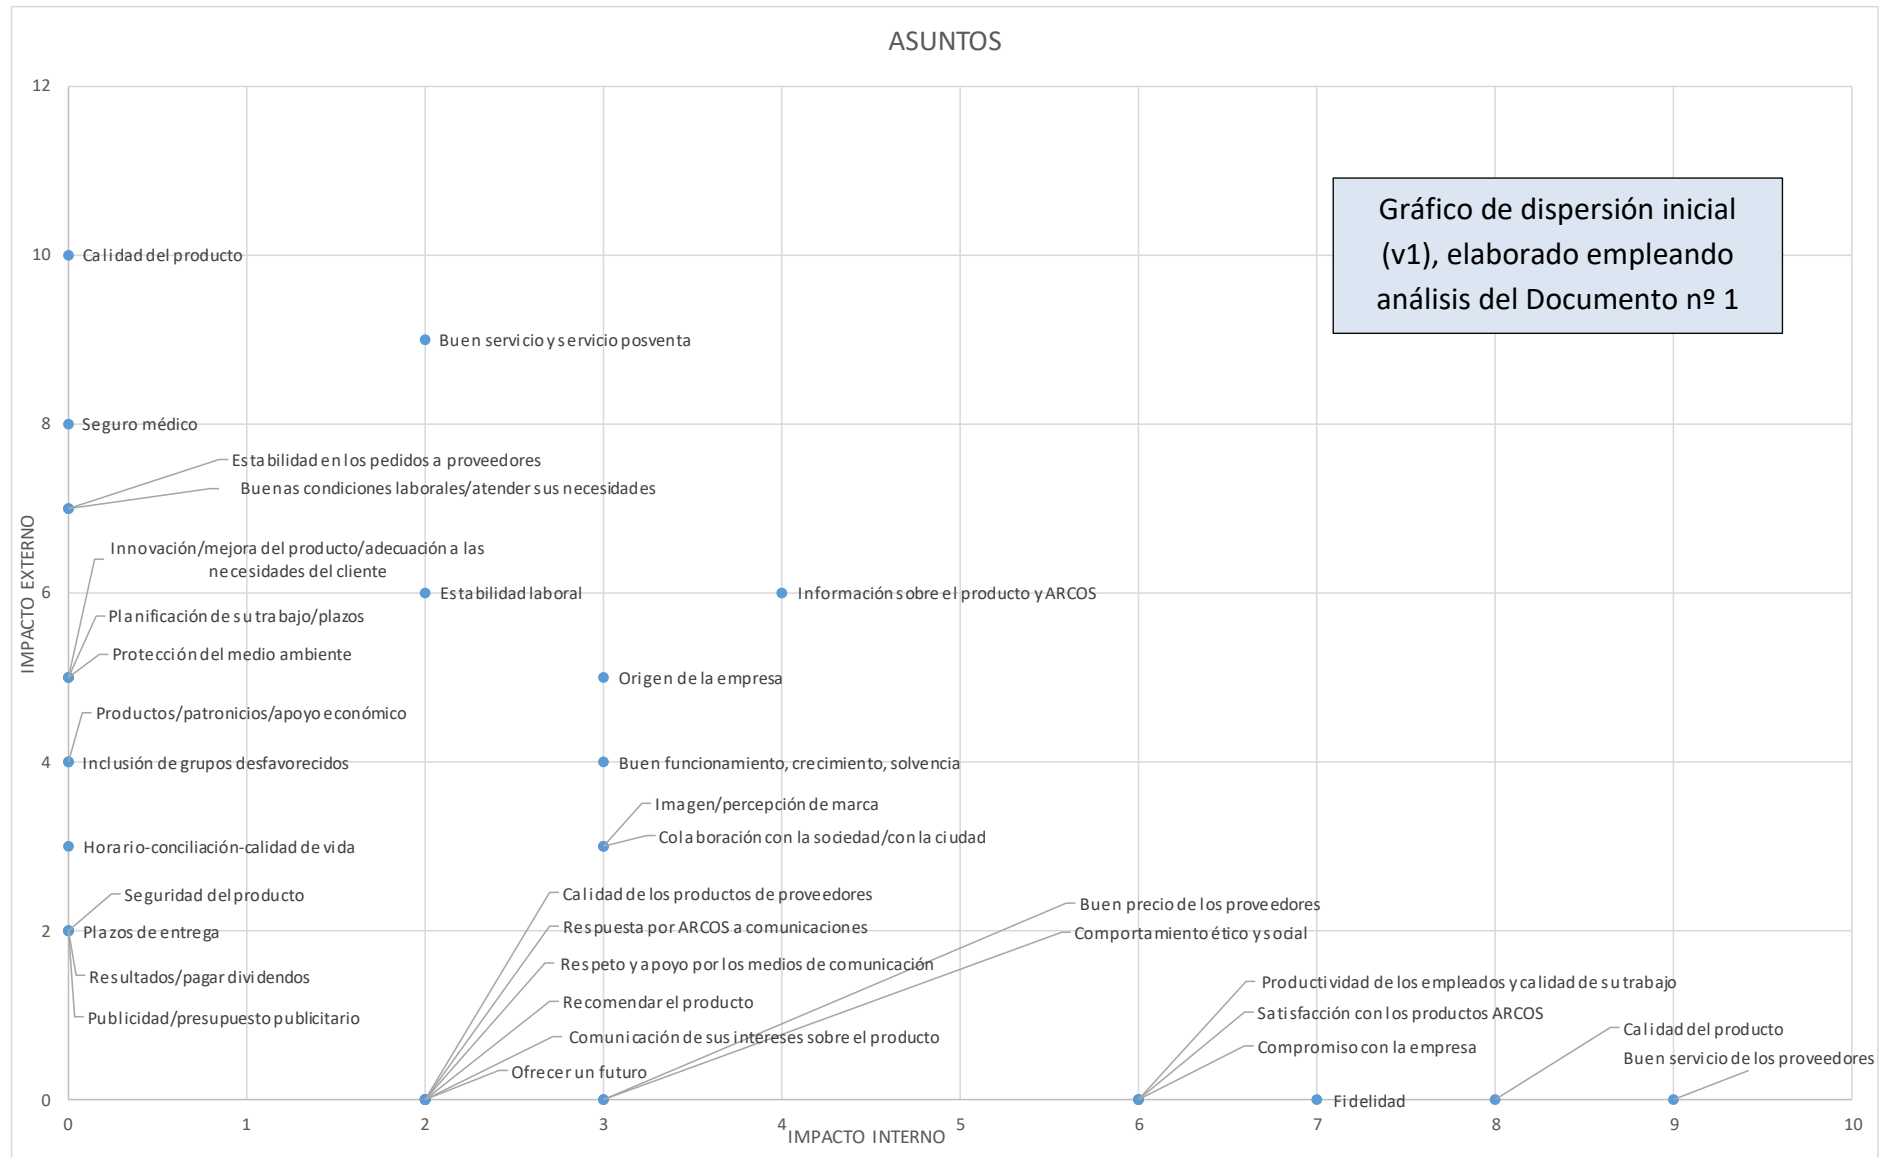 ASUNTOS
12
10
8
6
4
2
0
IMPACTO EXTERNO
Gráfico de dispersión inicial
(v1), elaborado empleando
análisis del Documento nº 1
Calidad del producto
Buen servicio y servicio posventa
Seguro médico
Estabilidad en los pedidos a proveedores
Buenas condiciones laborales/atender sus necesidades
Innovación/mejora del producto/adecuación a las
necesidades del cliente
Estabilidad laboral
Información sobre el producto y ARCOS
Planificación de su trabajo/plazos
Protección del medio ambiente
Origen de la empresa
Productos/patronicios/apoyo económico
Inclusión de grupos desfavorecidos
Buen funcionamiento, crecimiento, solvencia
Imagen/percepción de marca
Colaboración con la sociedad/con la ciudad
Horario-conciliación-calidad de vida
Seguridad del producto
Plazos de entrega
Resultados/pagar dividendos
Publicidad/presupuesto publicitario
Calidad de los productos de proveedores
Respuesta por ARCOS a comunicaciones
Respeto y apoyo por los medios de comunicación
Recomendar el producto
Comunicación de sus intereses sobre el producto
Ofrecer un futuro
Buen precio de los proveedores
Comportamiento ético y social
Productividad de los empleados y calidad de su trabajo
Satisfacción con los productos ARCOS
Compromiso con la empresa
Fidelidad
Calidad del producto
Buen servicio de los proveedores
0 1 2 3 4 5 6 7 8 9 10
IMPACTO INTERNO